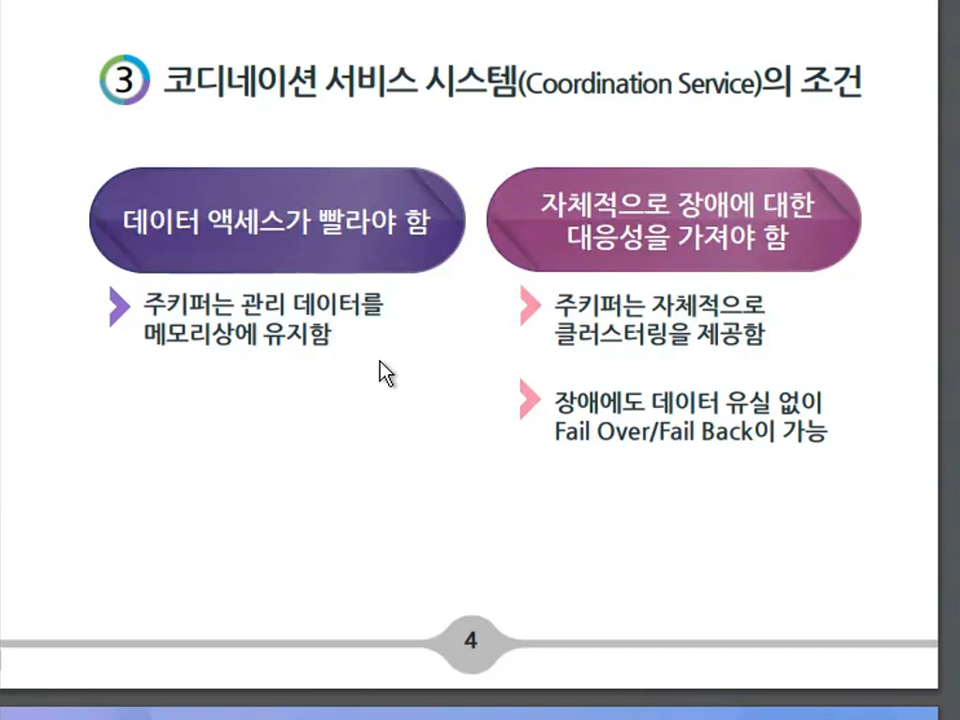 3 코디네이션 서비스 시스템(Coordination Service)의 조건
데이터 액세스가 빨라야 함
주키퍼는 관리 데이터를
메모리상에 유지함
자체적으로 장애에 대한
대응성을 가져야 함
주키퍼는 자체적으로
클러스터링을 제공함
장애에도 데이터 유실 없이
Fail Over/Fail Back이 가능
4